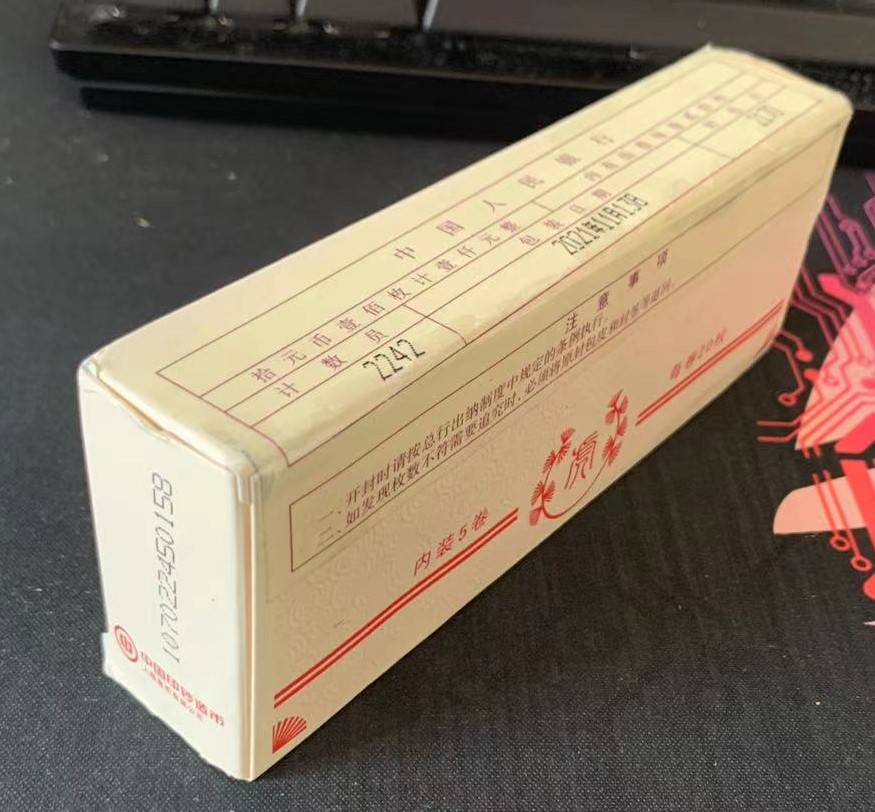 中国人民银行
拾元币壹佰枚计壹仟元整
计数员
2242
包装日期
2021年11月17日
注意事项
一、开封时请按总行出纳制度中规定的条例执行。
二、如发现枚数不符需要追究时,必须将原封包皮和封签等退回。
内装5卷
每卷20枚
1070222450158
中国印钞造币